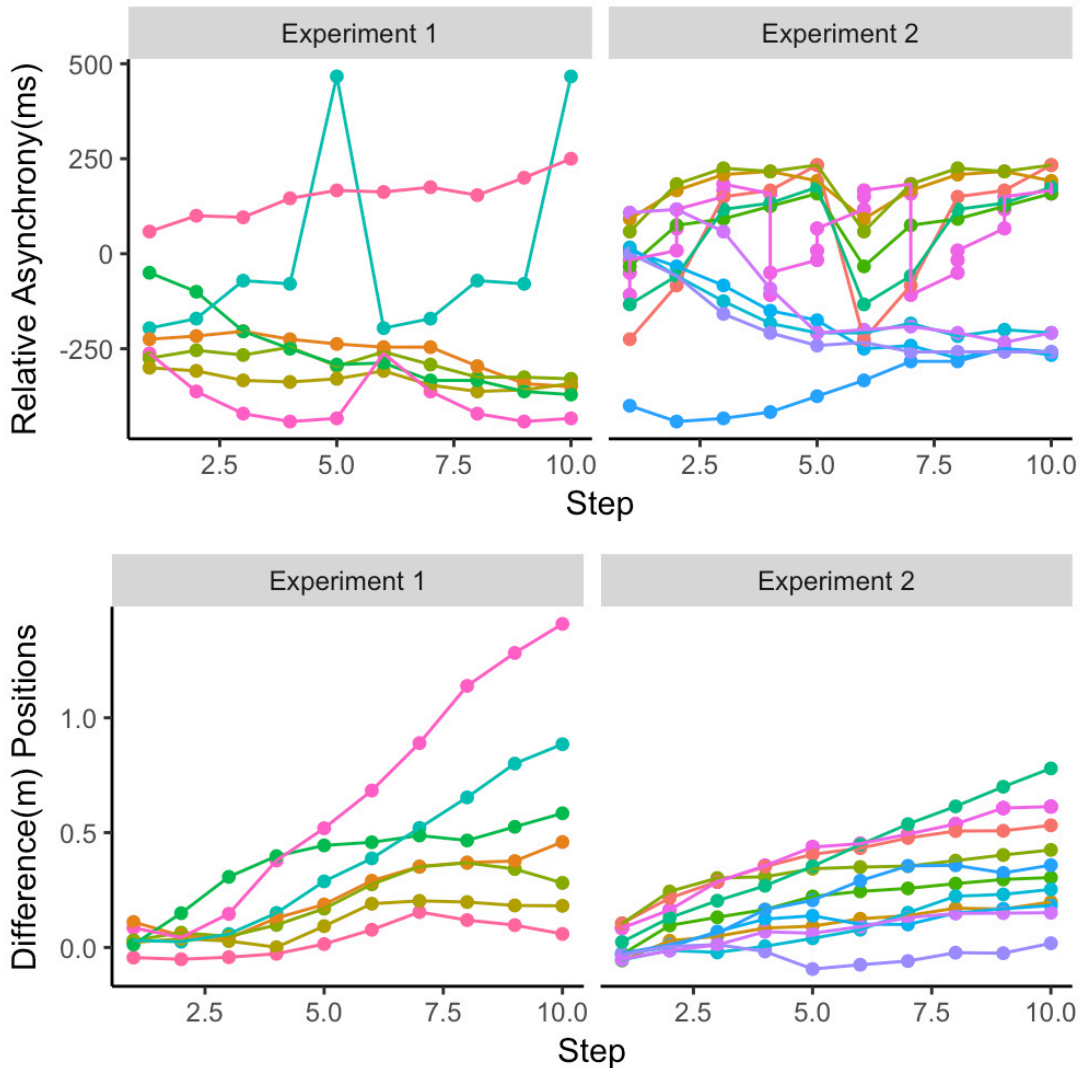 Experiment 1
Experiment 2
Relative Asynchrony(ms)
500
250
0
-250
2.5
5.0
7.5
10.0
2.5
5.0
7.5
10.0
Step
Experiment 1
Experiment 2
Difference(m) Positions
1.0
0.5
0.0
2.5
5.0
7.5
10.0
2.5
5.0
7.5
10.0
Step